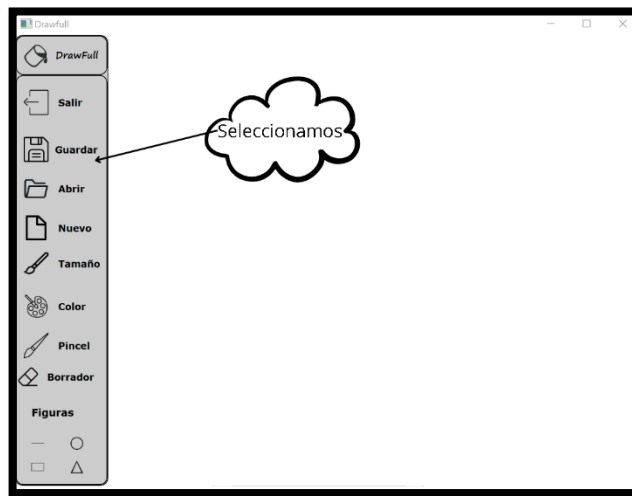 Drawfull
DrawFull
Salir
Seleccionamos
Guardar
Abrir
Nuevo
Tamaño
Color
Pincel
Borrador
Figuras